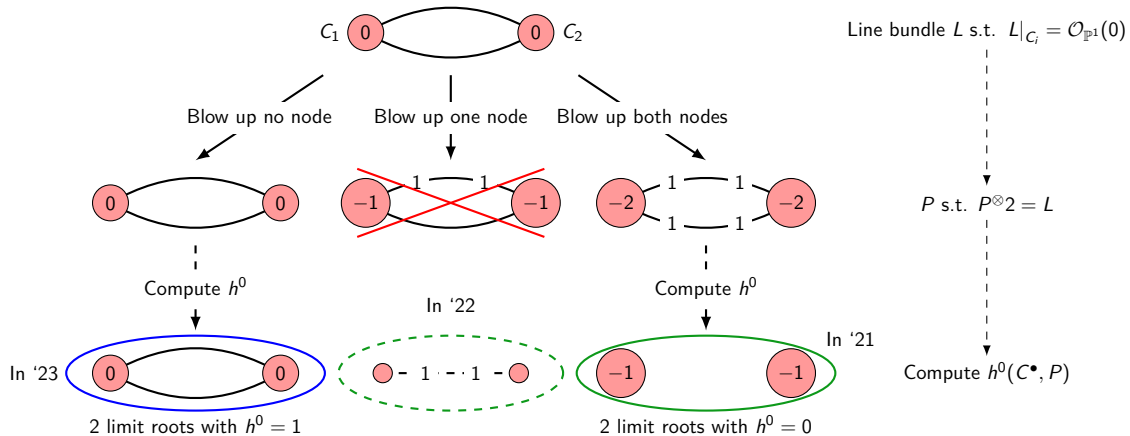 C₁ 0 0 C₂
Line bundle L s.t. L|_{C_i} = 𝒪_{ℙ¹}(0)
Blow up no node
Blow up one node
Blow up both nodes
0 0
−1 1 1 −1
−2 1 1 1 1 −2
P s.t. P^⊗2 = L
Compute h⁰
Compute h⁰
In ‘22
In ‘21
In ‘23
0 0
1 1
−1 −1
Compute h⁰(C^•, P)
2 limit roots with h⁰ = 1
2 limit roots with h⁰ = 0